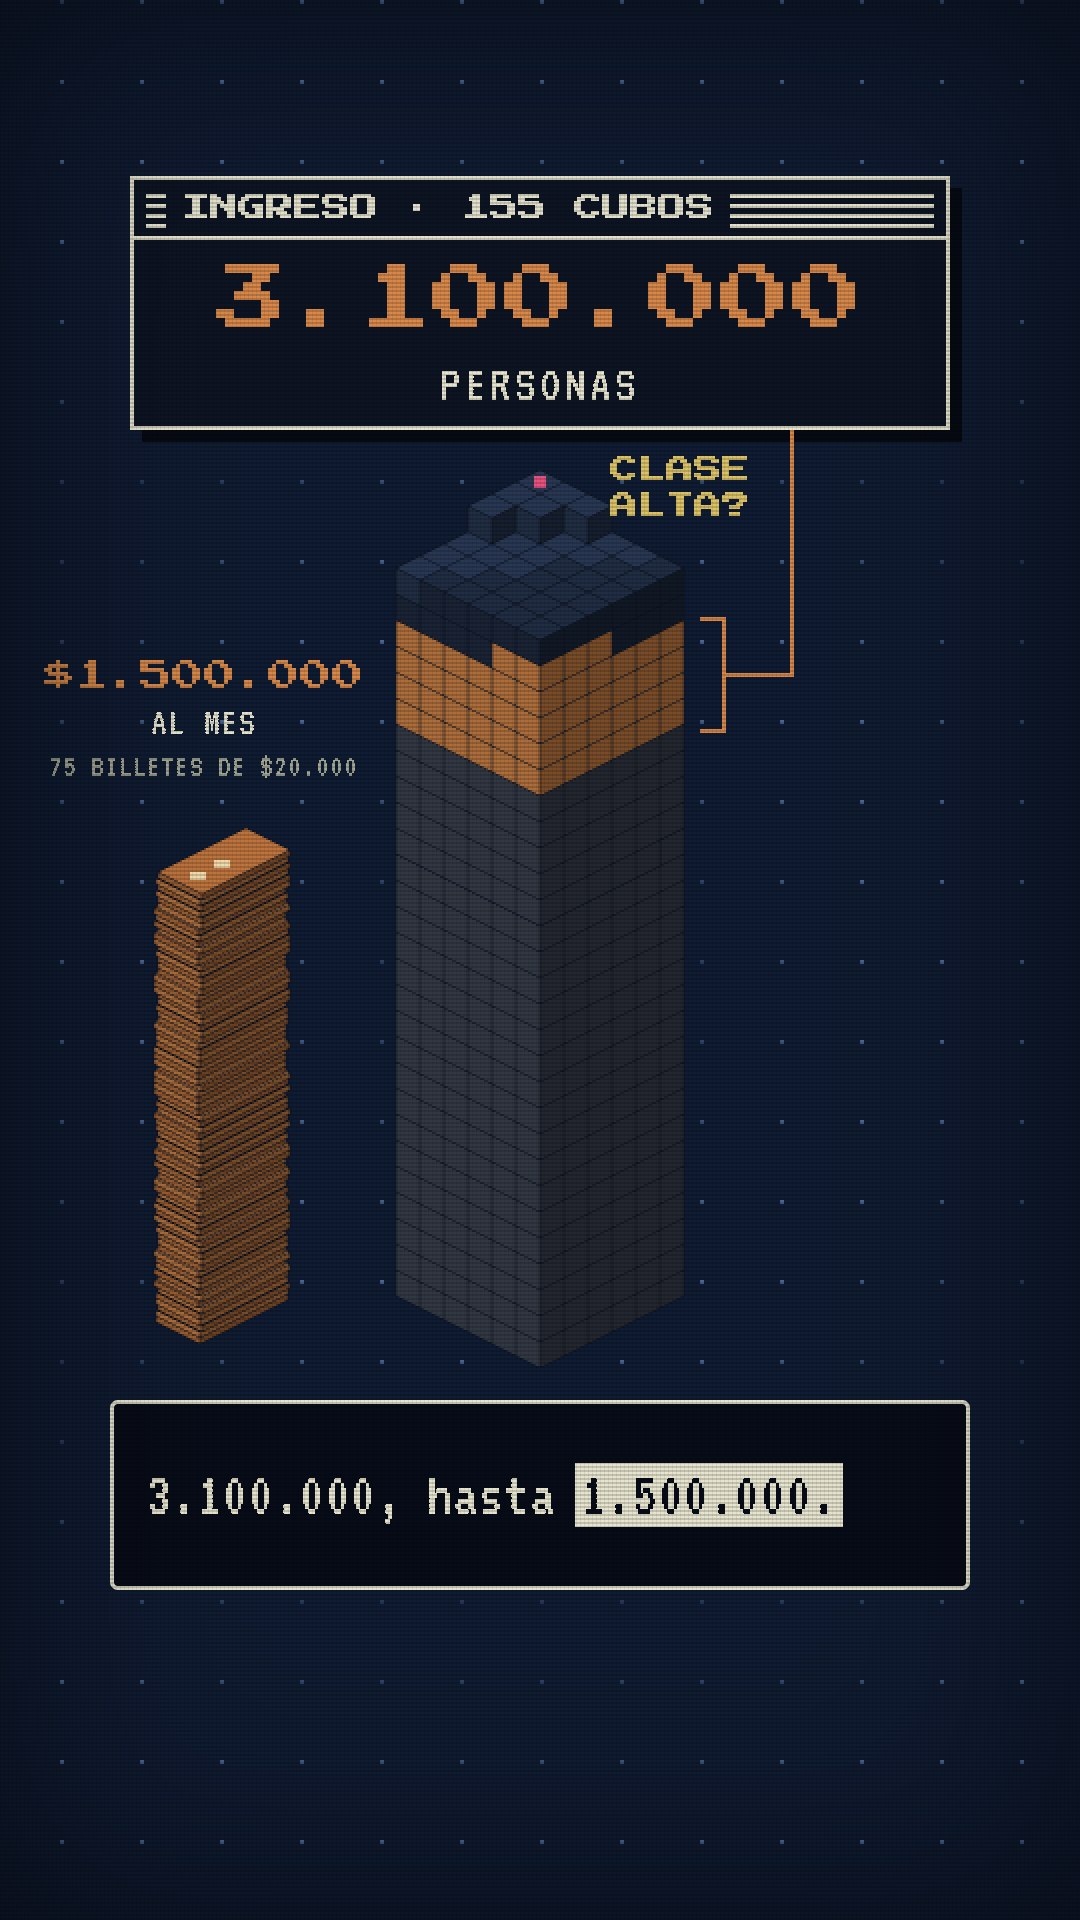 INGRESO · 155 CUBOS
3.100.000
PERSONAS
CLASE
ALTA?
$1.500.000
AL MES
75 BILLETES DE $20.000
3.100.000, hasta 1.500.000.